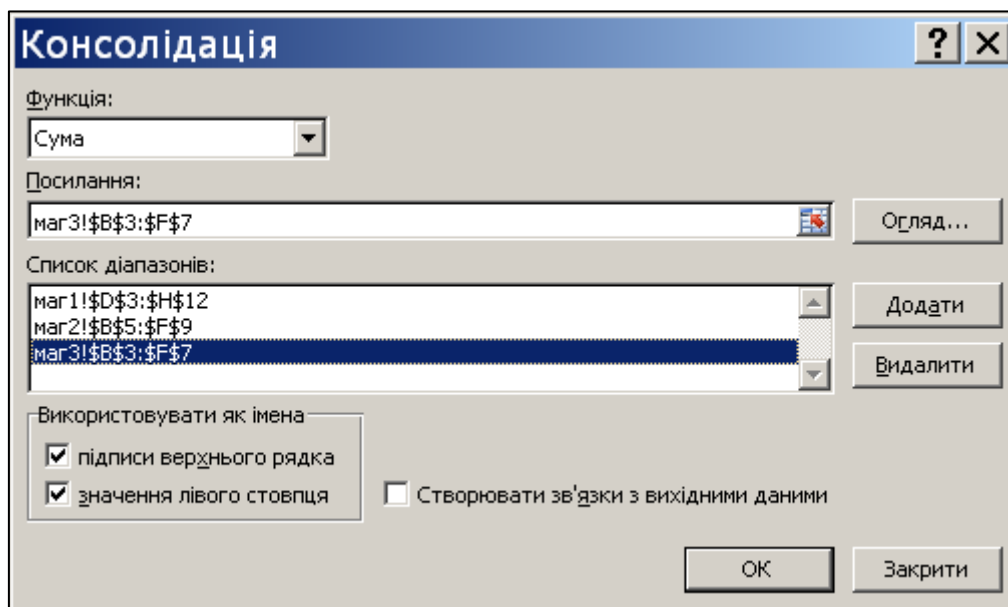 Консолідація
Функція:
Сума
Посилання:
маг3!$B$3:$F$7
Огляд...
Список діапазонів:
маг1!$D$3:$H$12
маг2!$B$5:$F$9
маг3!$B$3:$F$7
Додати
Видалити
Використовувати як імена
підписи верхнього рядка
значення лівого стовпця
Створювати зв'язки з вихідними даними
ОК
Закрити